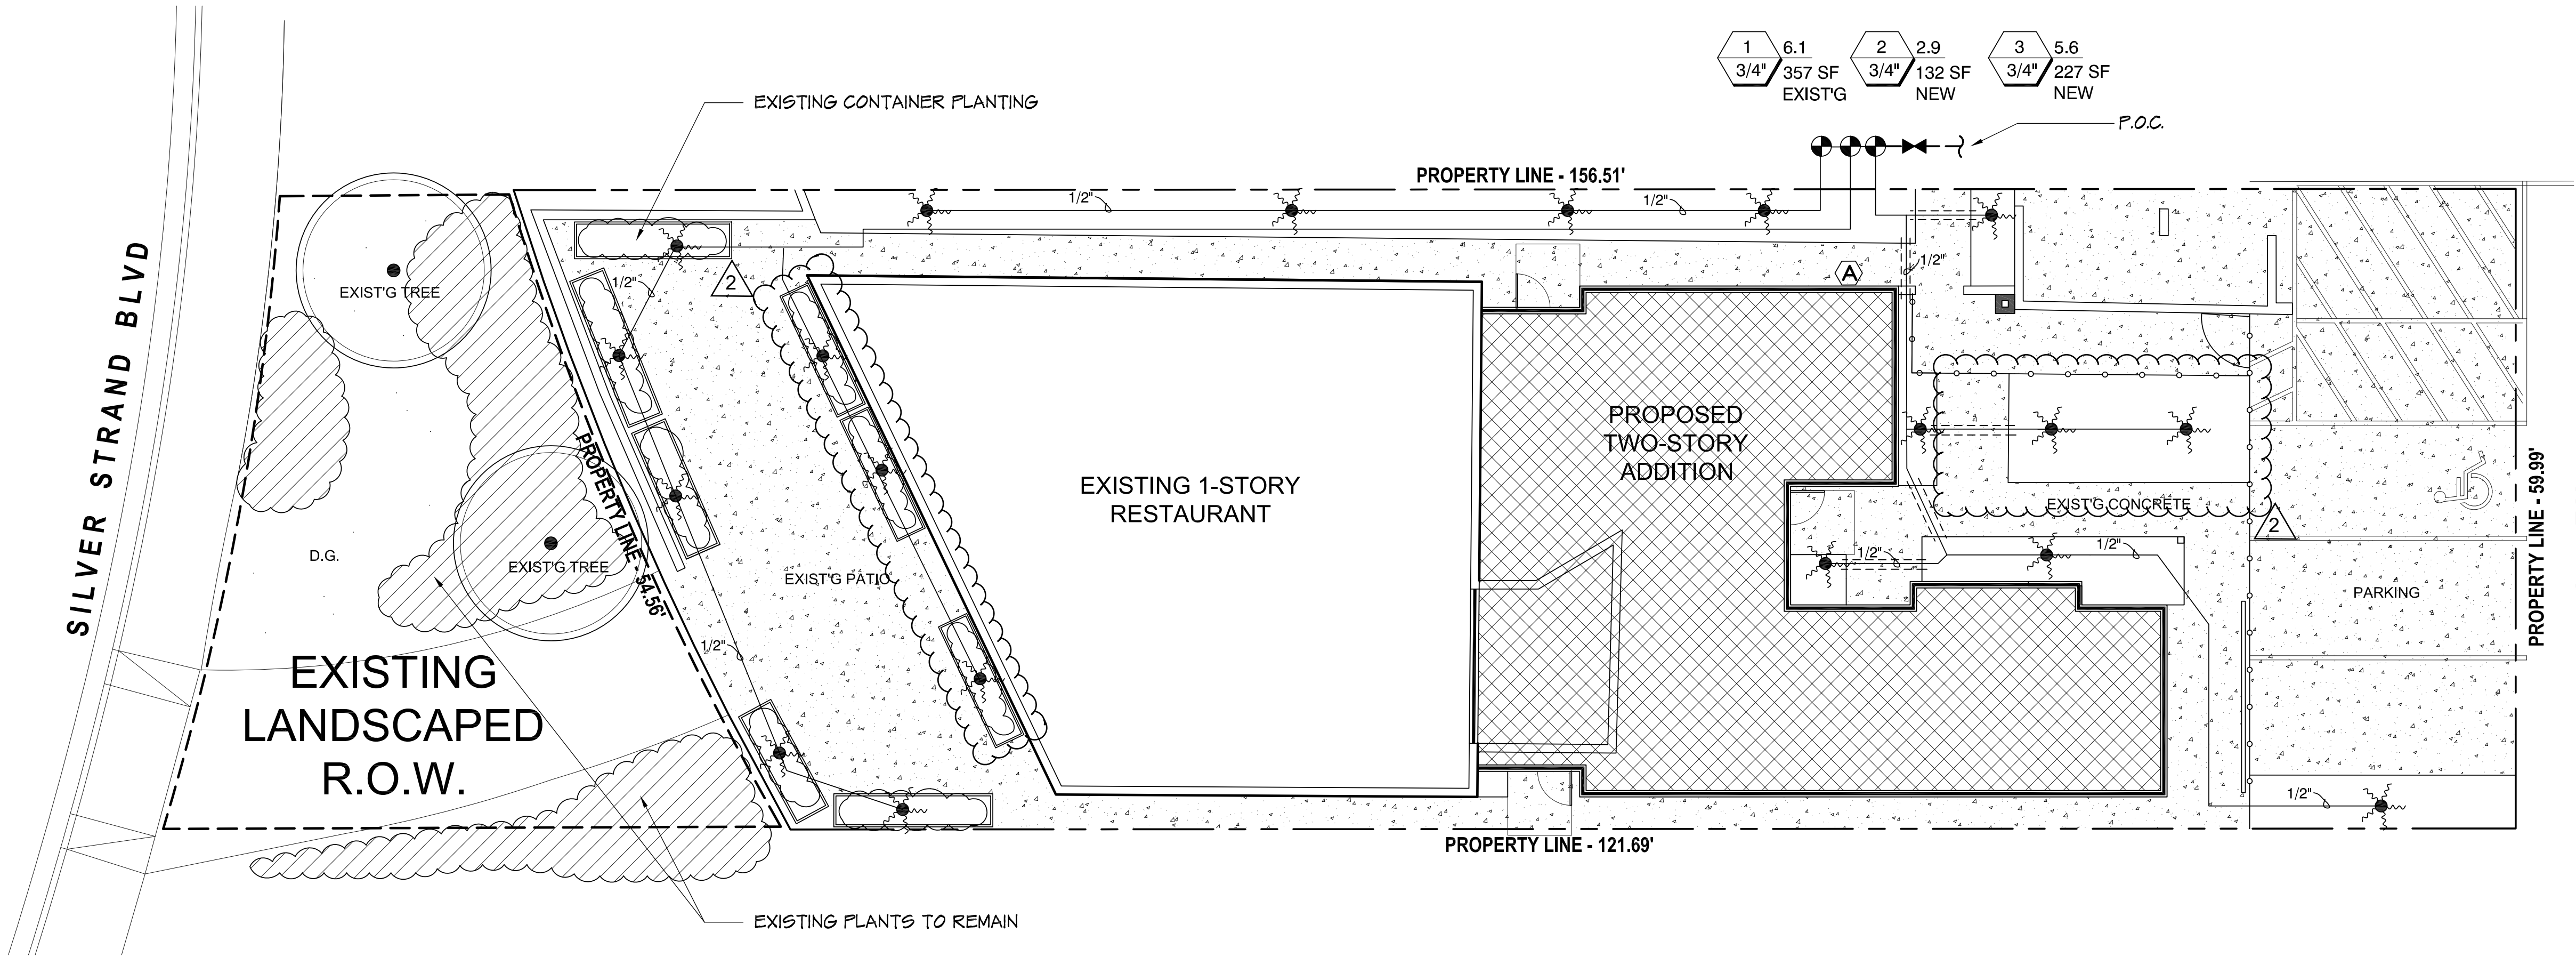 1 6.1
3/4" 357 SF
EXIST'G
2 2.9
3/4" 132 SF
NEW
3 5.6
3/4" 227 SF
NEW
EXISTING CONTAINER PLANTING
P.O.C.
PROPERTY LINE - 156.51'
1/2"
1/2"
2
1/2"
A
1/2"
EXIST'G TREE
SILVER STRAND BLVD
PROPOSED
TWO-STORY
ADDITION
EXISTING 1-STORY
RESTAURANT
EXIST'G CONCRETE
2
PROPERTY LINE - 59.99'
PROPERTY LINE - 54.56'
D.G.
EXIST'G TREE
EXIST'G PATIO
1/2"
1/2"
PARKING
1/2"
EXISTING
LANDSCAPED
R.O.W.
1/2"
PROPERTY LINE - 121.69'
EXISTING PLANTS TO REMAIN